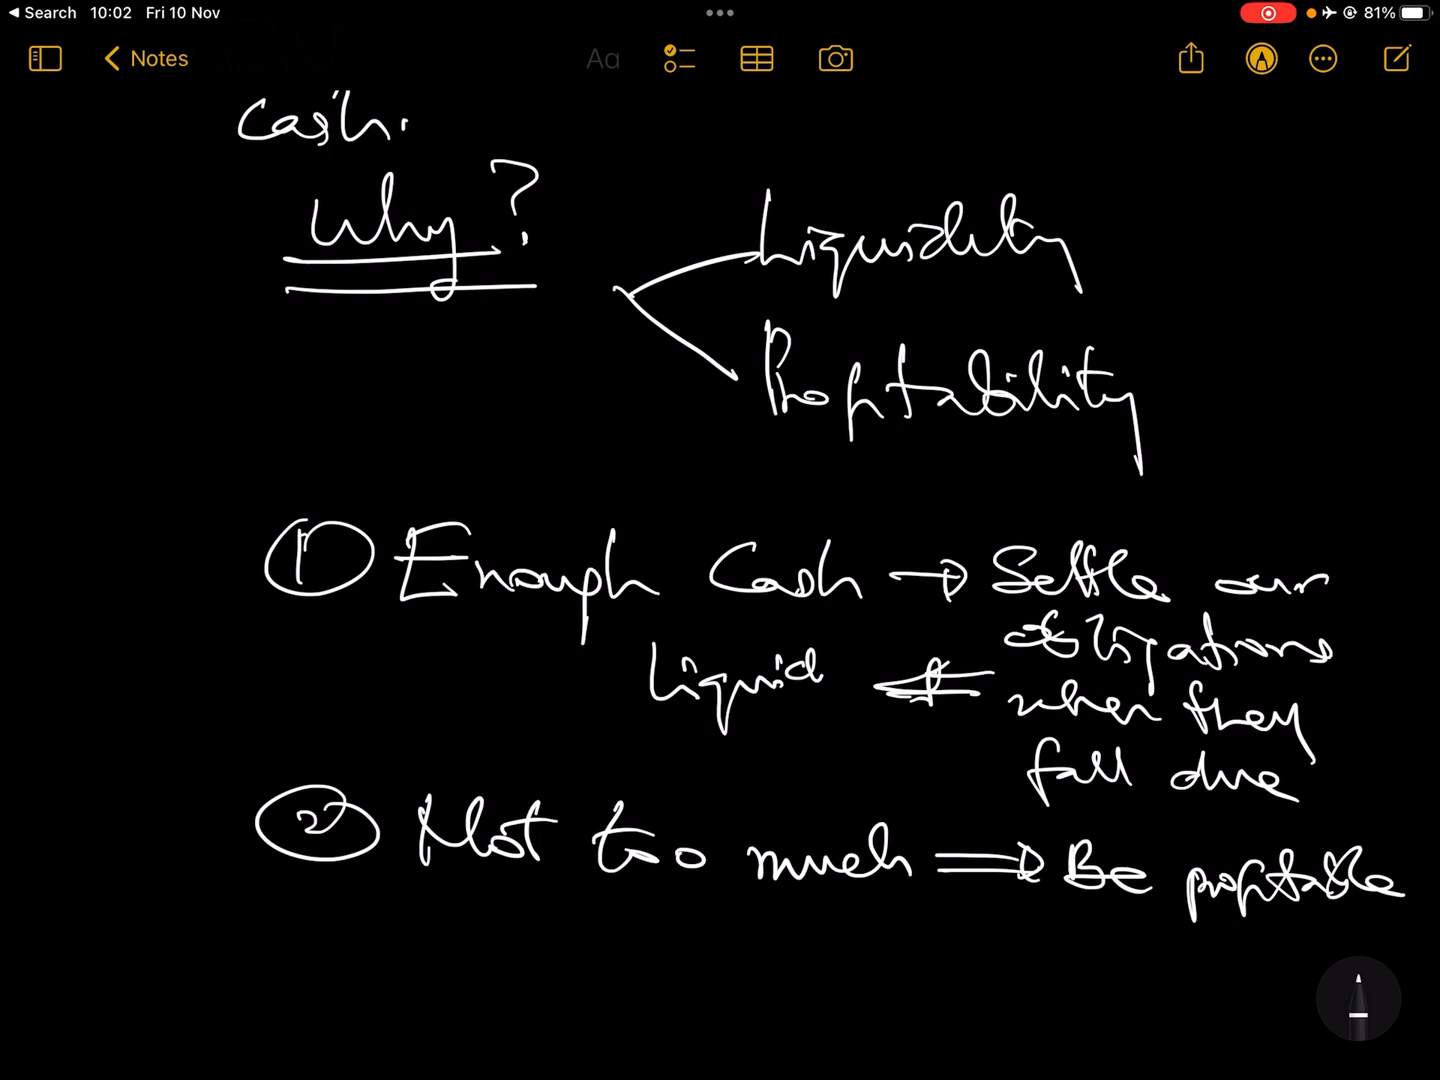 Search 10:02 Fri 10 Nov 81%
Notes Aa
Cash.
Why?
Liquidity
Profitability
1 Enough Cash → Settle our
obligations
Liquid ⇐ when they
fall due
2 Not too much ⇒ Be profitable